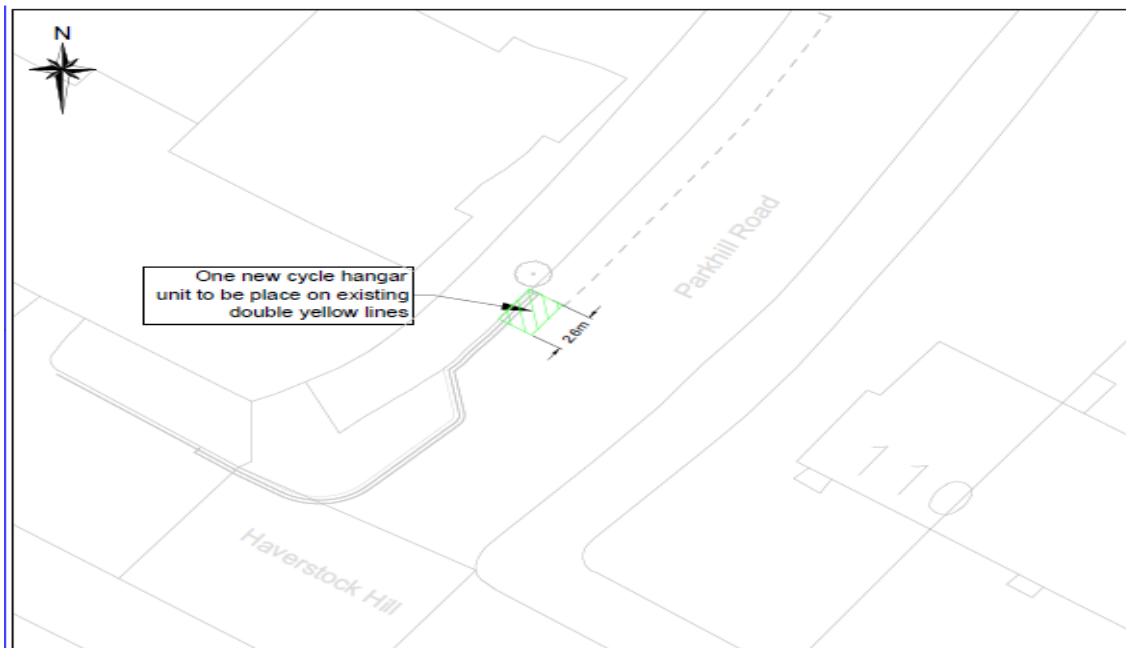 N
Parkhill Road
One new cycle hangar
unit to be place on existing
double yellow lines
2.6m
110
Haverstock Hill